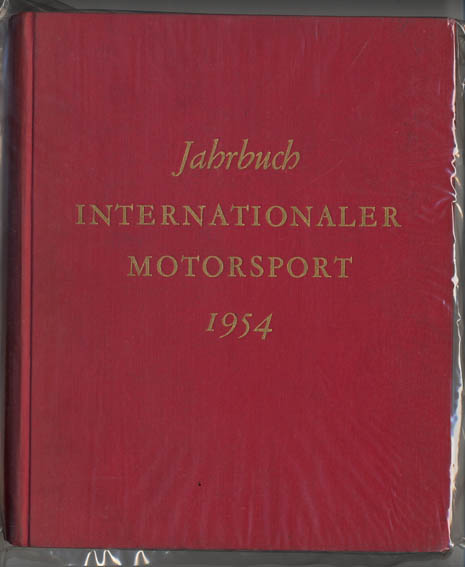 Jahrbuch
INTERNATIONALER
MOTORSPORT
1954